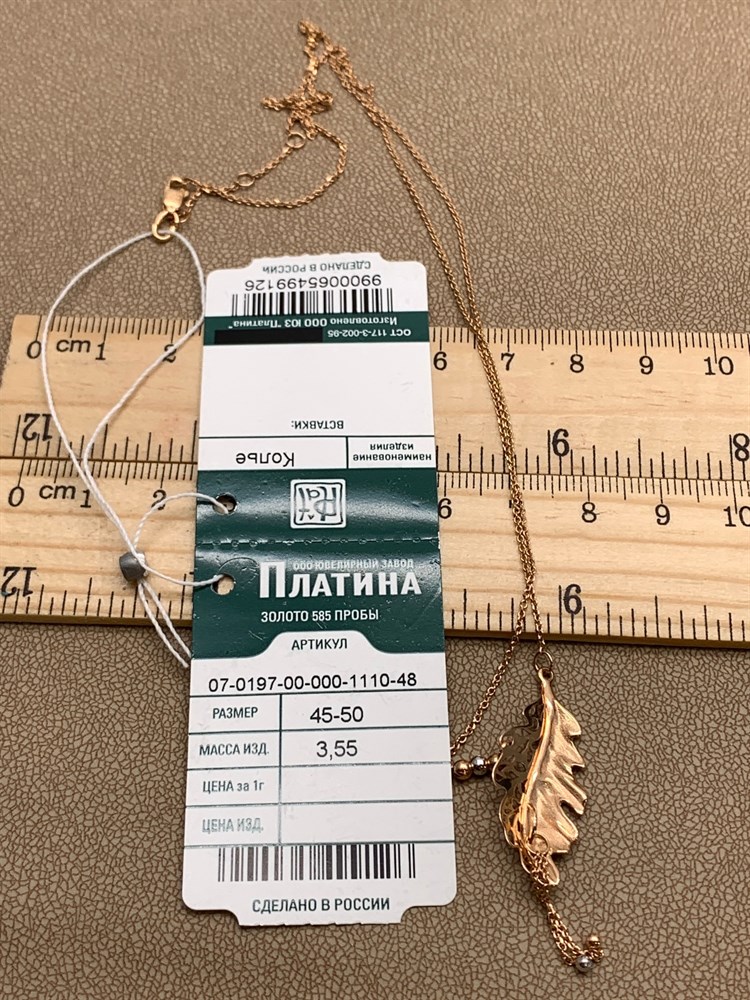 СДЕЛАНО В РОССИИ
9900065499126
Изготовлено ООО ЮЗ "Платина"
ОСТ 117-3-002-95
ВСТАВКИ:
наименование изделия
Колье
ООО ЮВЕЛИРНЫЙ ЗАВОД
ПЛАТИНА
ЗОЛОТО 585 ПРОБЫ
АРТИКУЛ
07-0197-00-000-1110-48
РАЗМЕР 45-50
МАССА ИЗД. 3,55
ЦЕНА за 1г
ЦЕНА ИЗД.
СДЕЛАНО В РОССИИ
0 cm 1 2 6 7 8 9 10
12 6 8
0 cm 1 2 6 8 9 10
12 6